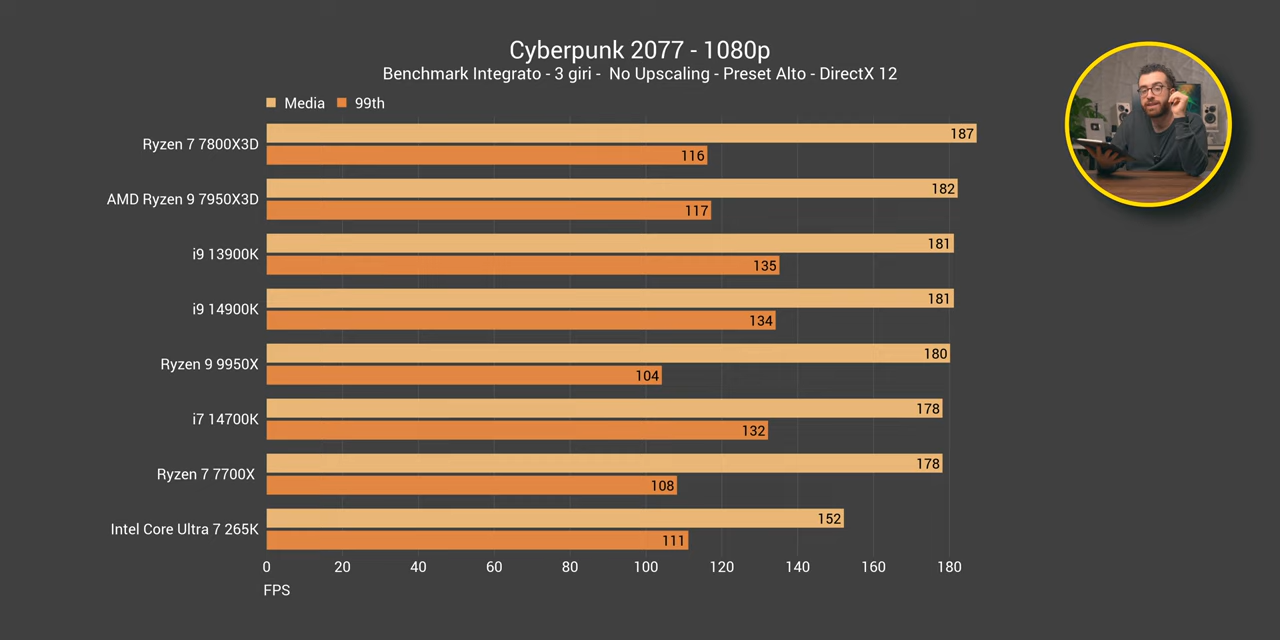 Cyberpunk 2077 - 1080p
Benchmark Integrato - 3 giri - No Upscaling - Preset Alto - DirectX 12
Media 99th
Ryzen 7 7800X3D 187
116
AMD Ryzen 9 7950X3D 182
117
i9 13900K 181
135
i9 14900K 181
134
Ryzen 9 9950X 180
104
i7 14700K 178
132
Ryzen 7 7700X 178
108
Intel Core Ultra 7 265K 152
111
0 20 40 60 80 100 120 140 160 180
FPS